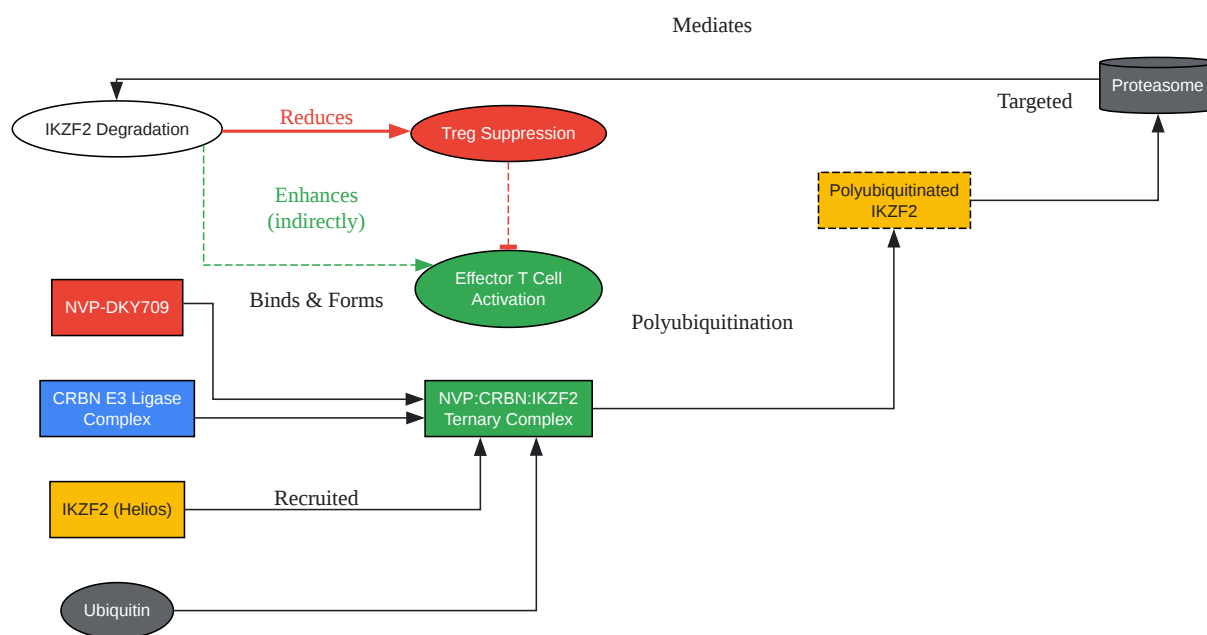 Mediates
Proteasome
Targeted
IKZF2 Degradation
Reduces
Treg Suppression
Polyubiquitinated
IKZF2
Enhances
(indirectly)
Effector T Cell
Activation
Binds & Forms
NVP-DKY709
Polyubiquitination
CRBN E3 Ligase
Complex
NVP:CRBN:IKZF2
Ternary Complex
IKZF2 (Helios)
Recruited
Ubiquitin